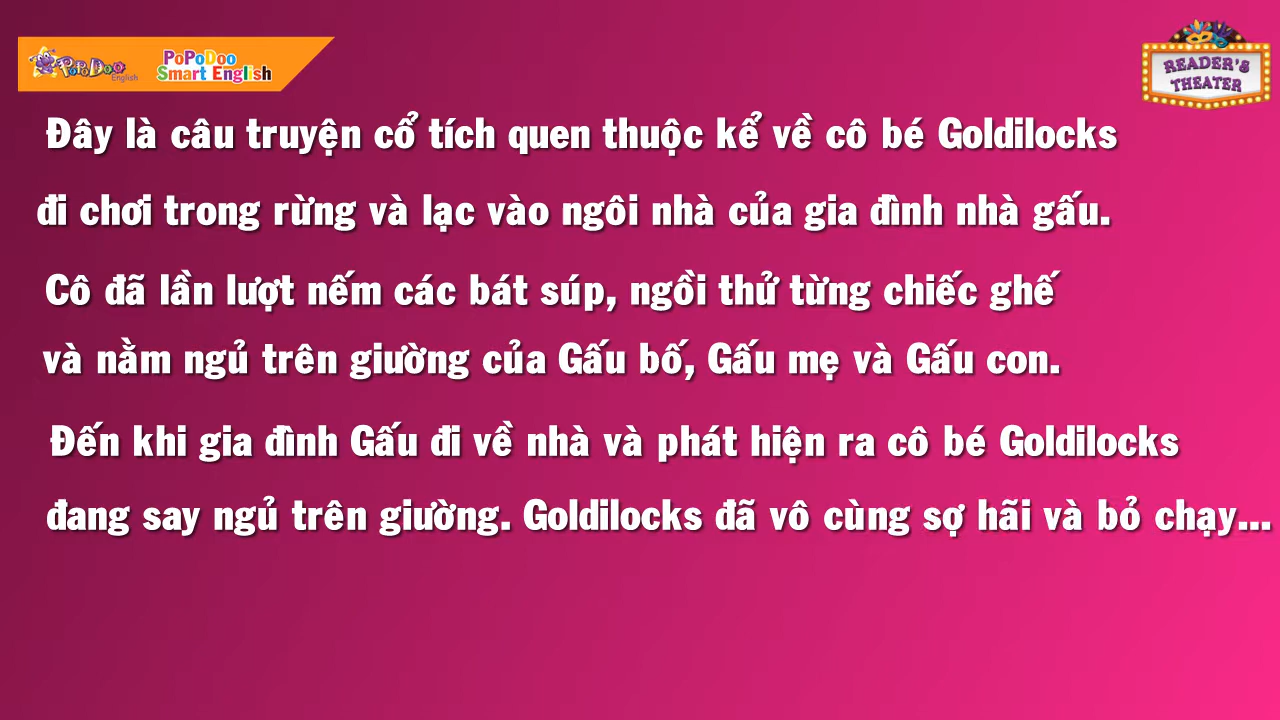 PoPoDoo
English
PoPoDoo
Smart English
READER'S
THEATER
Đây là câu truyện cổ tích quen thuộc kể về cô bé Goldilocks
đi chơi trong rừng và lạc vào ngôi nhà của gia đình nhà gấu.
Cô đã lần lượt nếm các bát súp, ngồi thử từng chiếc ghế
và nằm ngủ trên giường của Gấu bố, Gấu mẹ và Gấu con.
Đến khi gia đình Gấu đi về nhà và phát hiện ra cô bé Goldilocks
đang say ngủ trên giường. Goldilocks đã vô cùng sợ hãi và bỏ chạy...